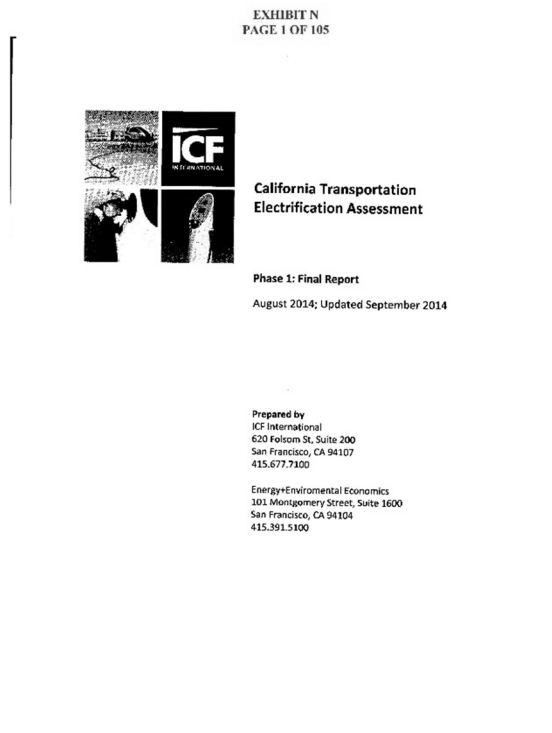 EXHIBIT N
PAGE 1 OF 105
ICF
INTERNATIONAL
California Transportation
Electrification Assessment
Phase 1: Final Report
August 2014; Updated September 2014
Prepared by
ICF International
620 Folsom St, Suite 200
San Francisco, CA 94107
415.677.7100
Energy+Enviromental Economics
101 Montgomery Street, Suite 1600
San Francisco, CA 94104
415.391.5100